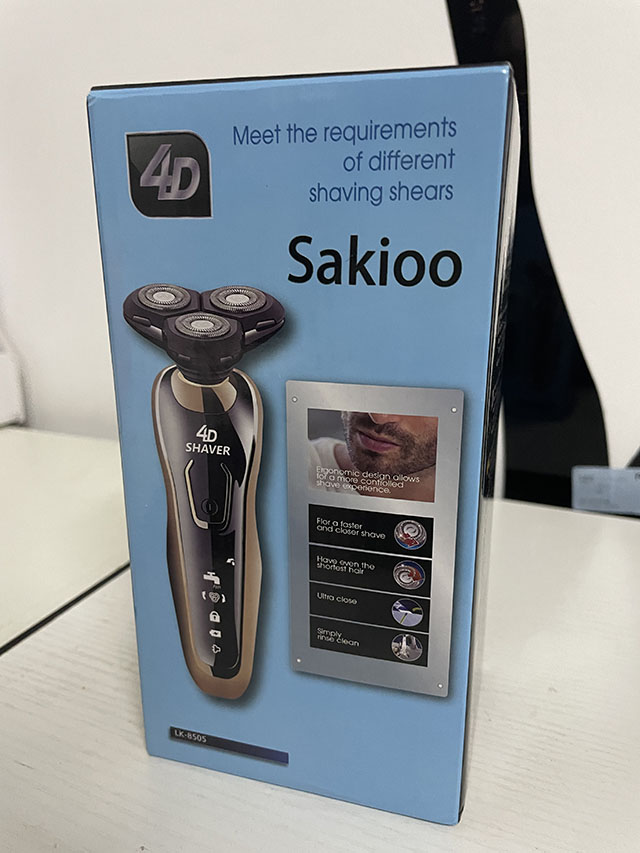 4D
Meet the requirements
of different
shaving shears
Sakioo
4D
SHAVER
Ergonomic design allows
for a more controlled
shave experience.
Flor a faster
and closer shave
Have even the
shortest hair
Ultra close
Simply
rinse clean
LK-8505